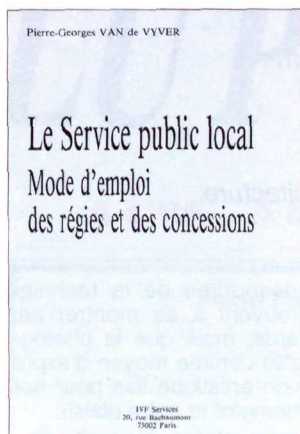 Pierre-Georges VAN de VYVER
Le Service public local
Mode d'emploi
des régies et des concessions
IVF Services
20, rue Bachaumont
75002 Paris